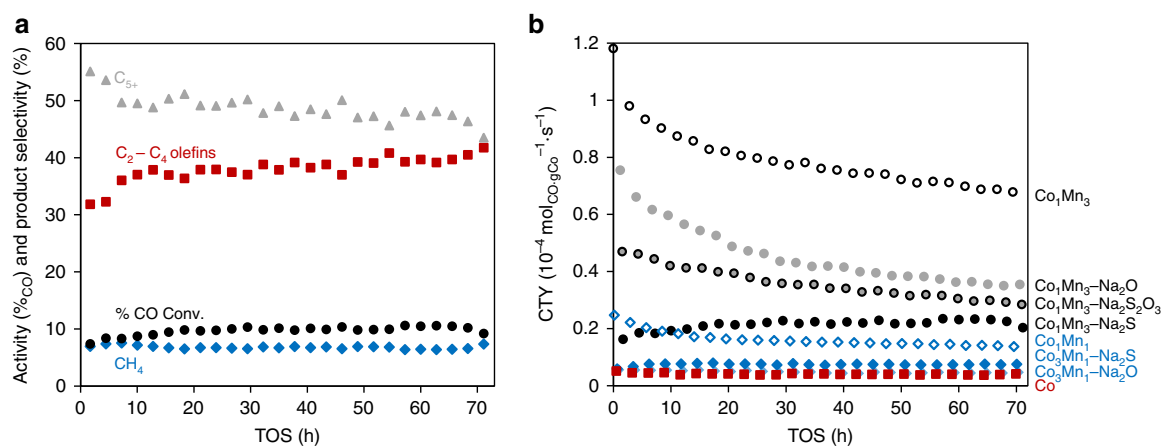 a
Activity (%CO) and product selectivity (%)
60
50
40
30
20
10
0
C5+
C2 – C4 olefins
% CO Conv.
CH4
0 10 20 30 40 50 60 70
TOS (h)
b
CTY (10⁻⁴ molCO·gCo⁻¹·s⁻¹)
1.2
1
0.8
0.6
0.4
0.2
0
Co1Mn3
Co1Mn3–Na2O
Co1Mn3–Na2S2O3
Co1Mn3–Na2S
Co1Mn1
Co3Mn1–Na2S
Co3Mn1–Na2O
Co
0 10 20 30 40 50 60 70
TOS (h)